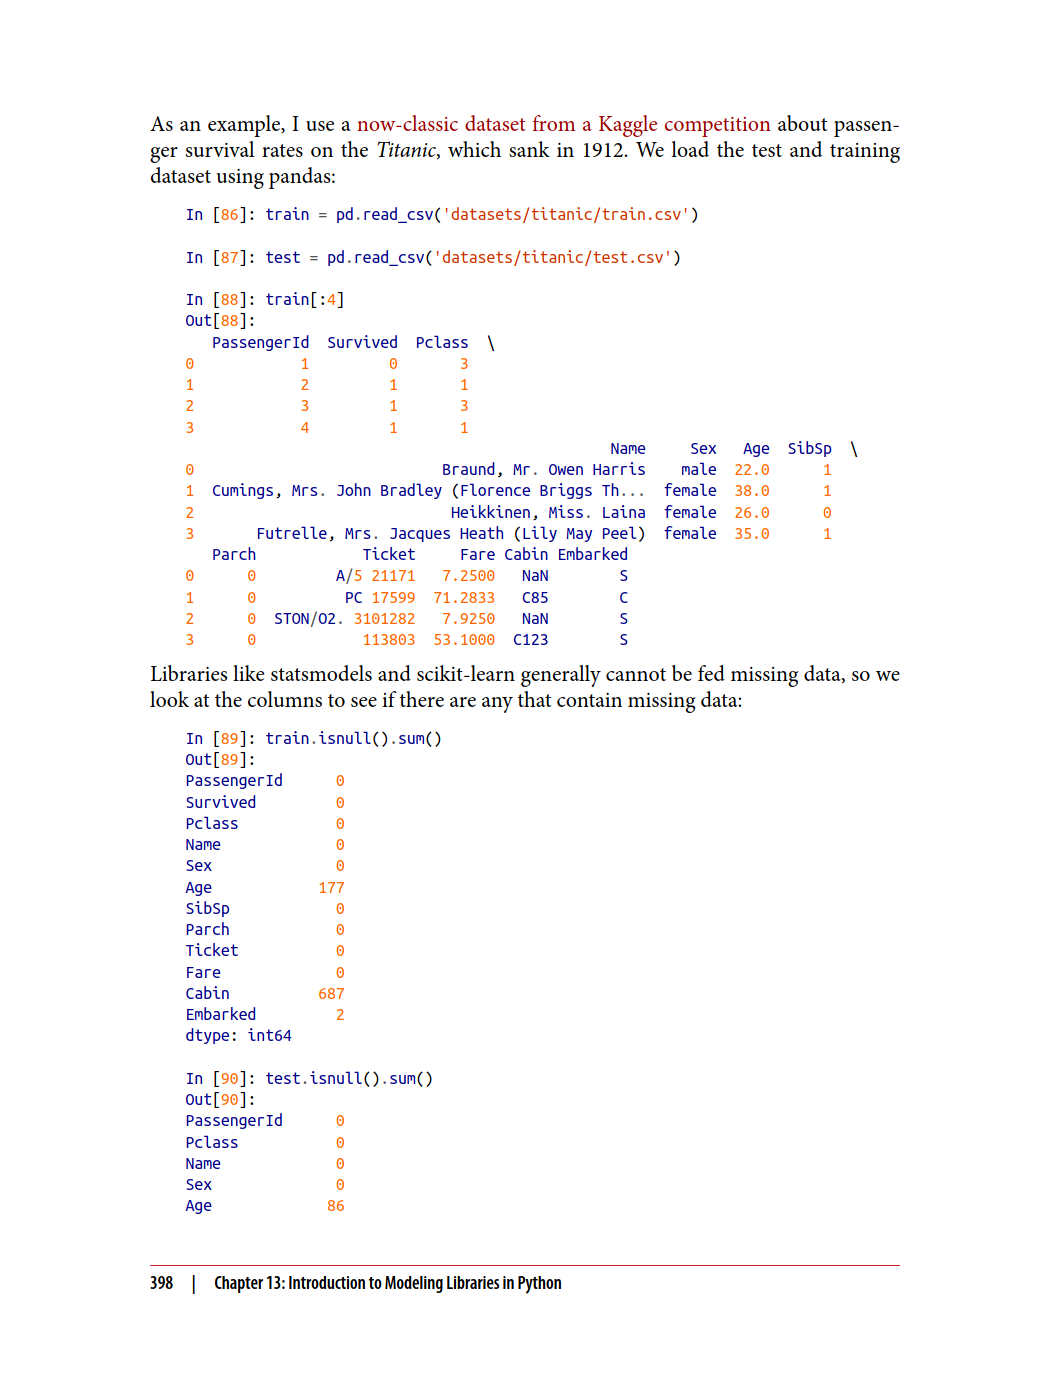 As an example, I use a now-classic dataset from a Kaggle competition about passen-
ger survival rates on the Titanic, which sank in 1912. We load the test and training
dataset using pandas:
In [86]: train = pd.read_csv('datasets/titanic/train.csv')
In [87]: test = pd.read_csv('datasets/titanic/test.csv')
In [88]: train[:4]
Out[88]:
   PassengerId  Survived  Pclass  \
0            1         0       3
1            2         1       1
2            3         1       3
3            4         1       1
                                                Name     Sex   Age  SibSp  \
0                            Braund, Mr. Owen Harris    male  22.0      1
1  Cumings, Mrs. John Bradley (Florence Briggs Th...  female  38.0      1
2                             Heikkinen, Miss. Laina  female  26.0      0
3       Futrelle, Mrs. Jacques Heath (Lily May Peel)  female  35.0      1
   Parch            Ticket     Fare Cabin Embarked
0      0         A/5 21171   7.2500   NaN        S
1      0          PC 17599  71.2833   C85        C
2      0  STON/O2. 3101282   7.9250   NaN        S
3      0            113803  53.1000  C123        S
Libraries like statsmodels and scikit-learn generally cannot be fed missing data, so we
look at the columns to see if there are any that contain missing data:
In [89]: train.isnull().sum()
Out[89]:
PassengerId      0
Survived         0
Pclass           0
Name             0
Sex              0
Age            177
SibSp            0
Parch            0
Ticket           0
Fare             0
Cabin          687
Embarked         2
dtype: int64
In [90]: test.isnull().sum()
Out[90]:
PassengerId      0
Pclass           0
Name             0
Sex              0
Age             86
398 | Chapter 13: Introduction to Modeling Libraries in Python